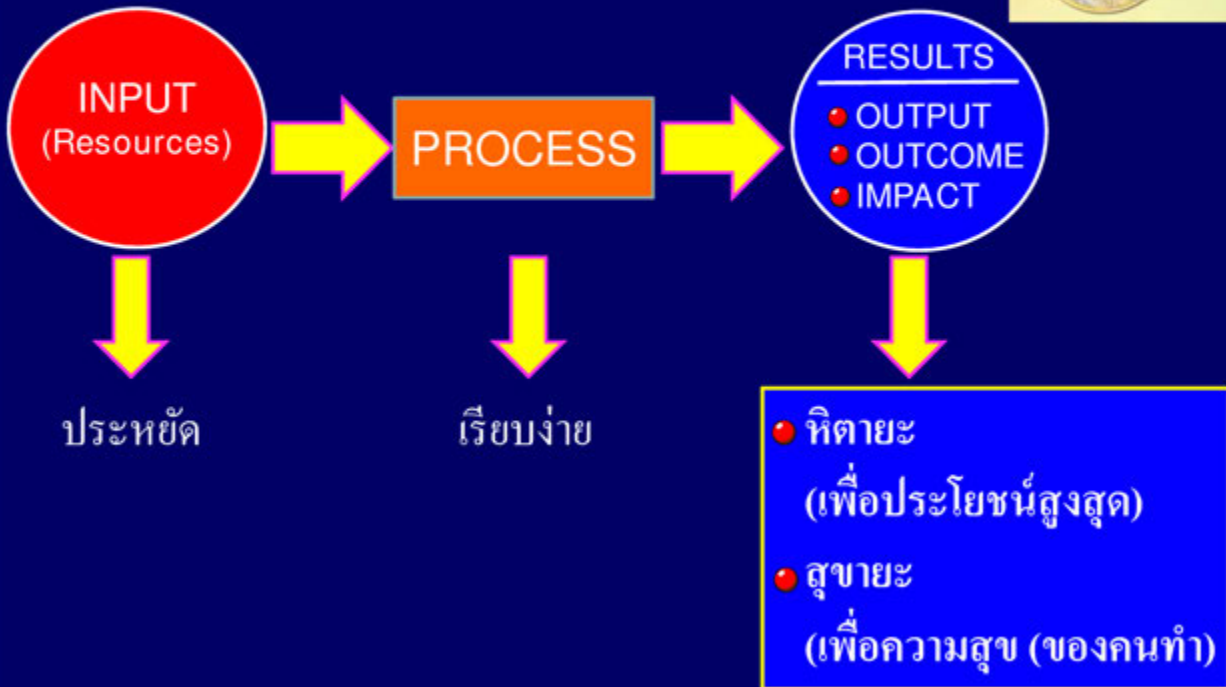 INPUT
(Resources)
PROCESS
RESULTS
OUTPUT
OUTCOME
IMPACT
ประหยัด
เรียบง่าย
หิตายะ
(เพื่อประโยชน์สูงสุด)
สุขายะ
(เพื่อความสุข (ของคนทำ)